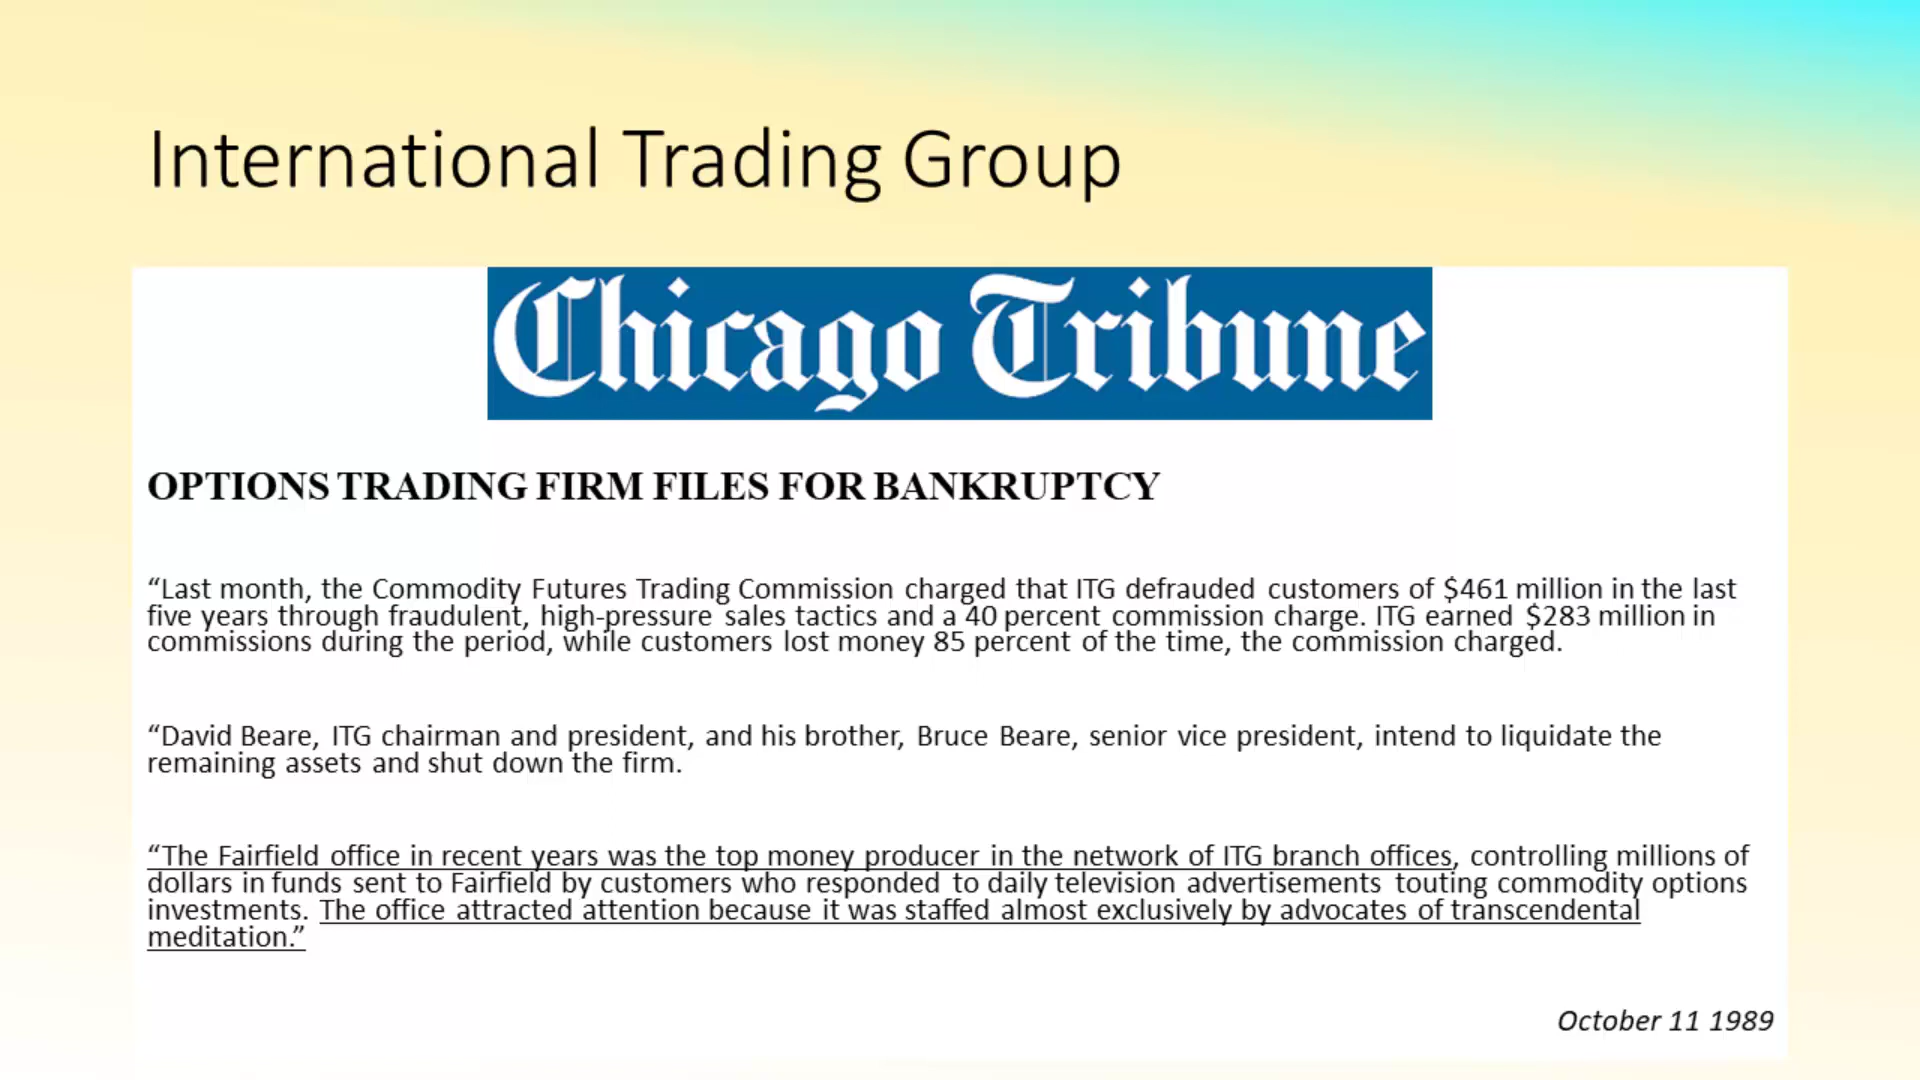 International Trading Group
Chicago Tribune
OPTIONS TRADING FIRM FILES FOR BANKRUPTCY
“Last month, the Commodity Futures Trading Commission charged that ITG defrauded customers of $461 million in the last
five years through fraudulent, high-pressure sales tactics and a 40 percent commission charge. ITG earned $283 million in
commissions during the period, while customers lost money 85 percent of the time, the commission charged.
“David Beare, ITG chairman and president, and his brother, Bruce Beare, senior vice president, intend to liquidate the
remaining assets and shut down the firm.
“The Fairfield office in recent years was the top money producer in the network of ITG branch offices, controlling millions of
dollars in funds sent to Fairfield by customers who responded to daily television advertisements touting commodity options
investments. The office attracted attention because it was staffed almost exclusively by advocates of transcendental
meditation.”
October 11 1989